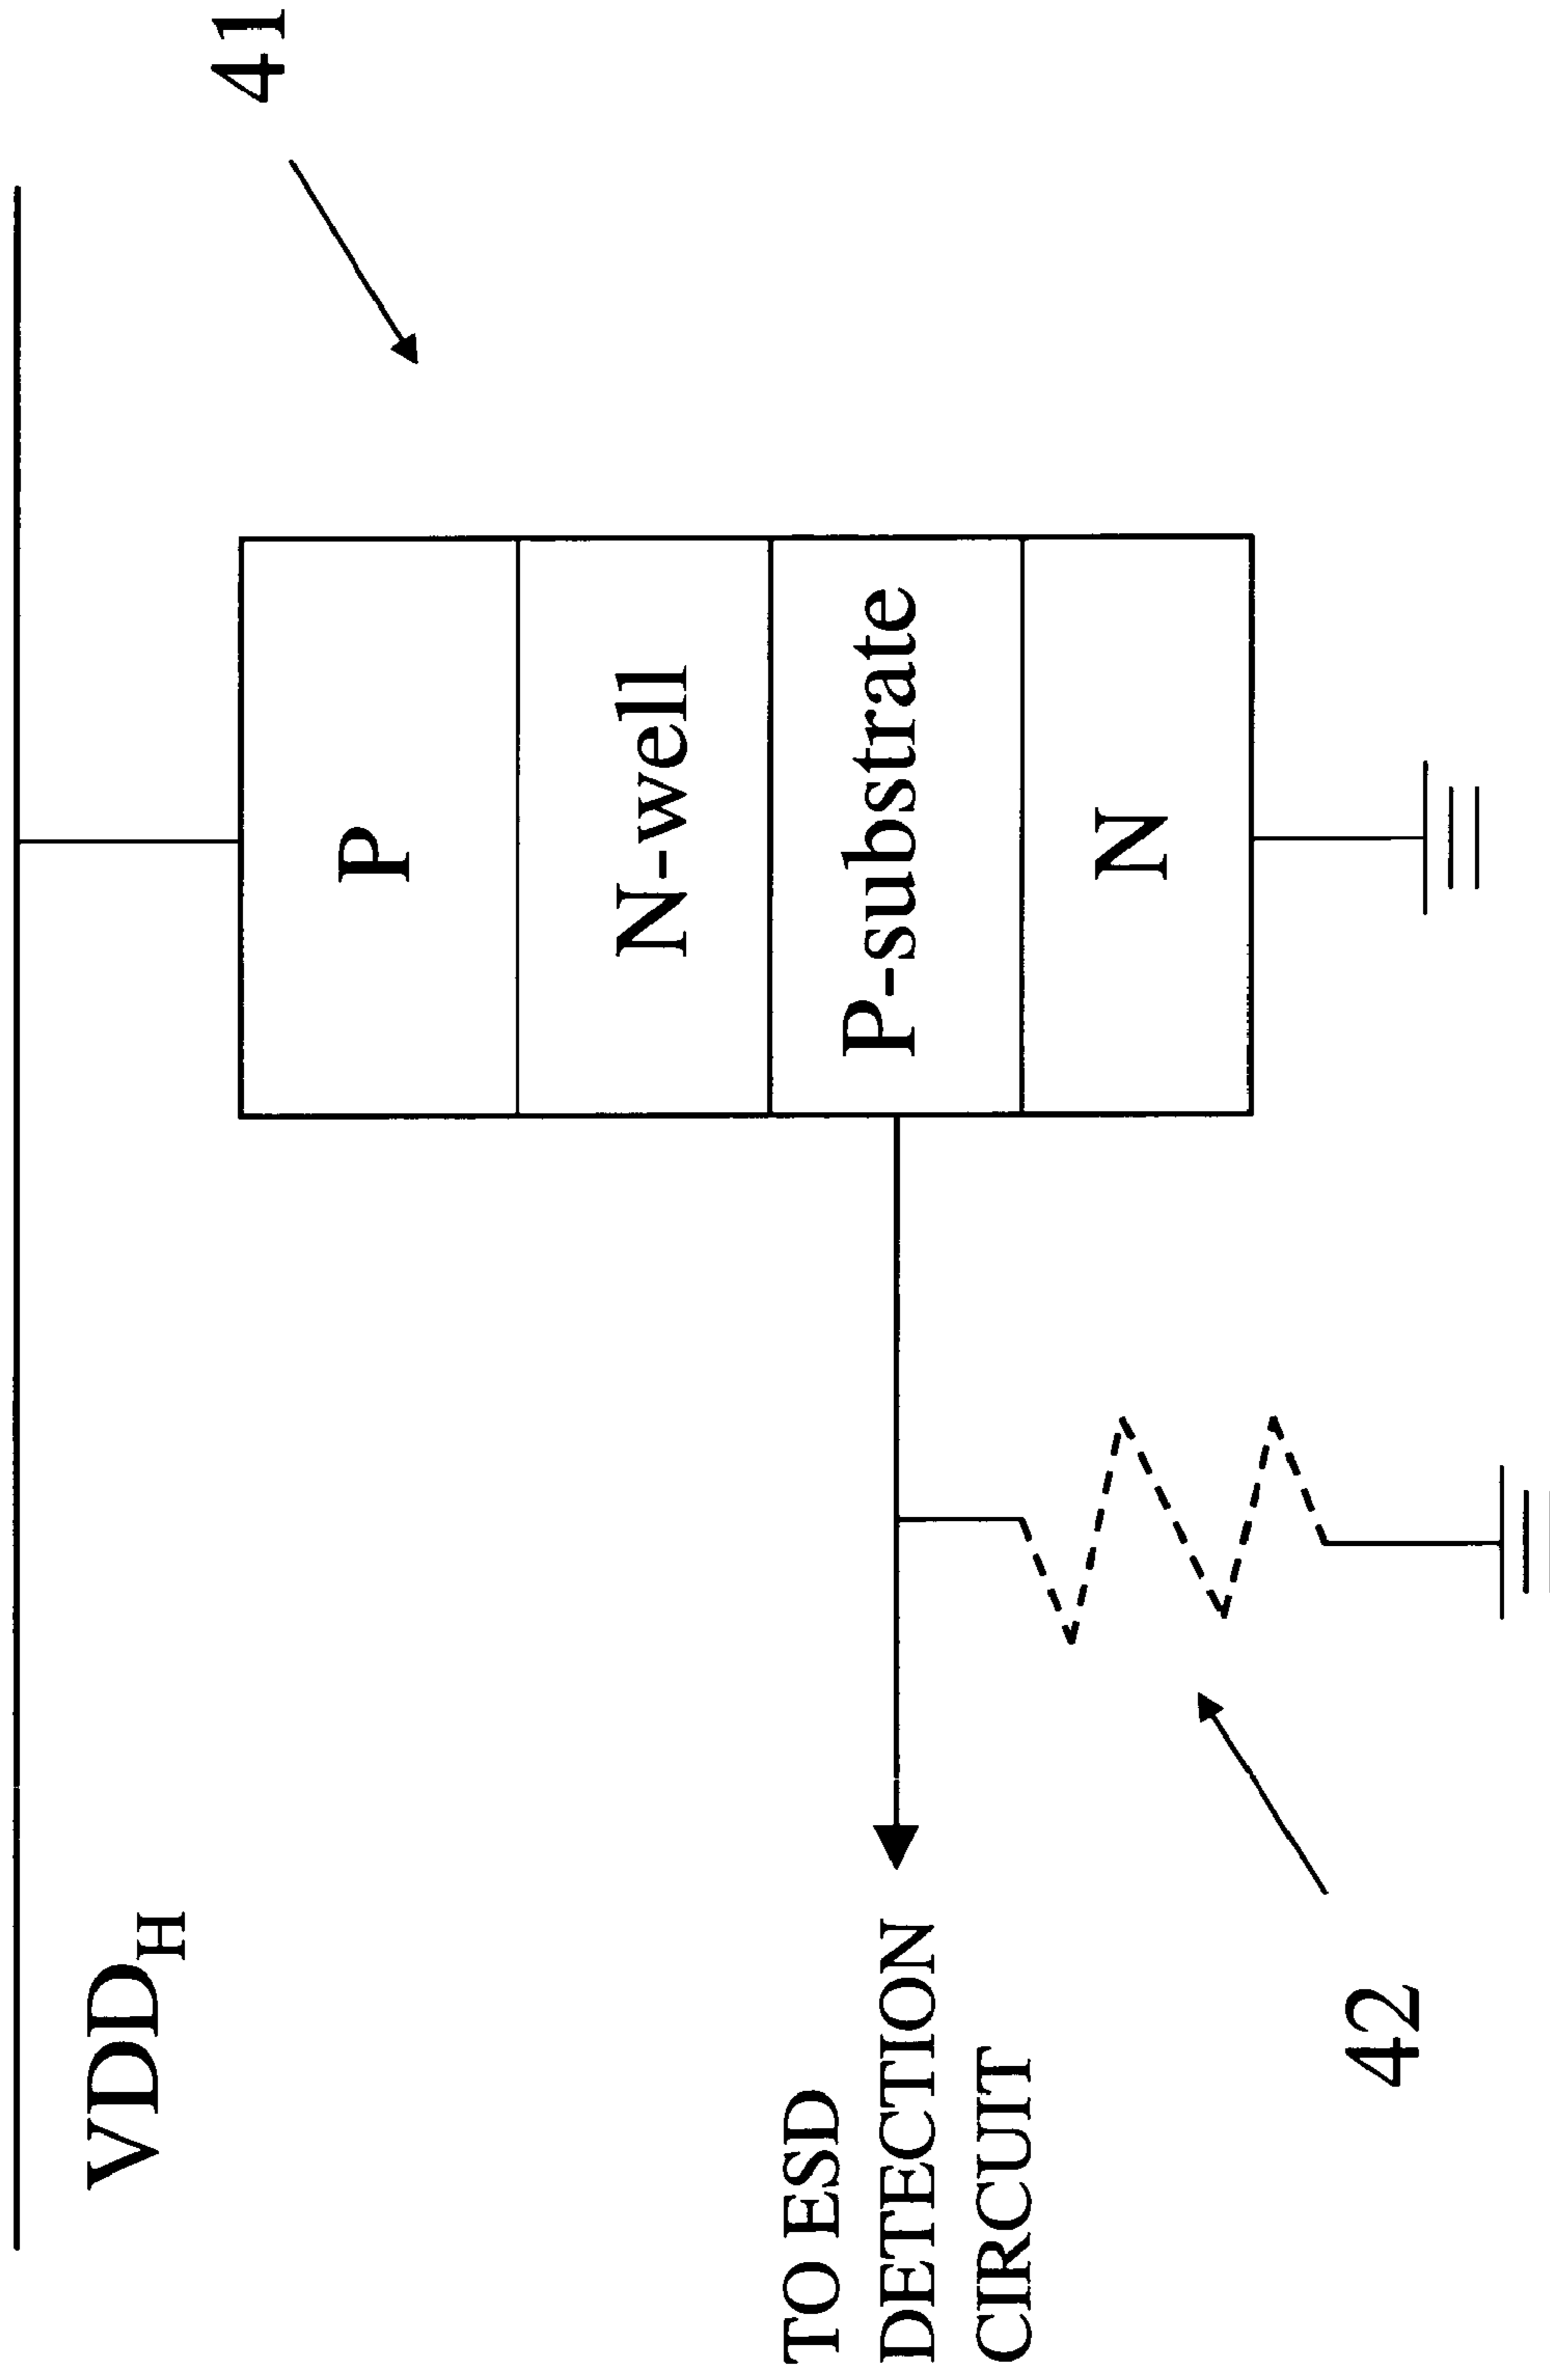 VDDH
41
P
N-well
P-substrate
N
TO ESD
DETECTION
CIRCUIT
42